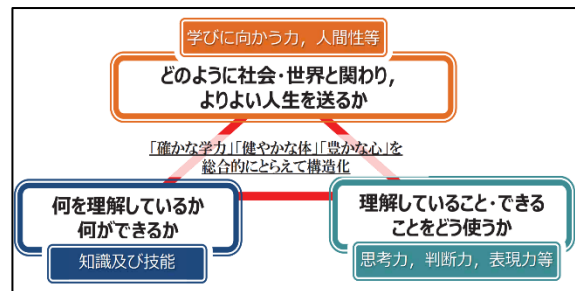 学びに向かう力，人間性等
どのように社会・世界と関わり，
よりよい人生を送るか
「確かな学力」「健やかな体」「豊かな心」を
総合的にとらえて構造化
何を理解しているか
何ができるか
知識及び技能
理解していること・できる
ことをどう使うか
思考力，判断力，表現力等